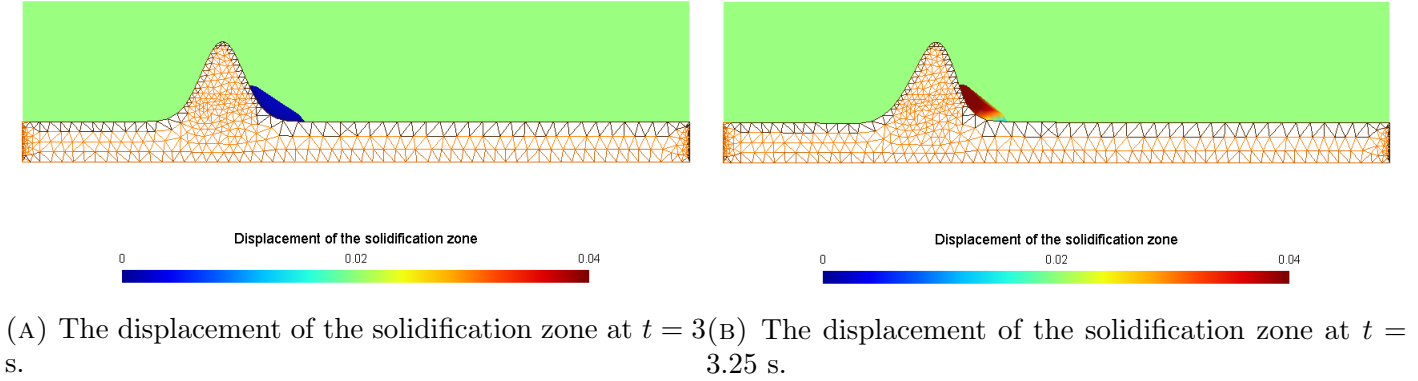 Displacement of the solidification zone
0 0.02 0.04
(A) The displacement of the solidification zone at t = 3
s.
Displacement of the solidification zone
0 0.02 0.04
(B) The displacement of the solidification zone at t =
3.25 s.